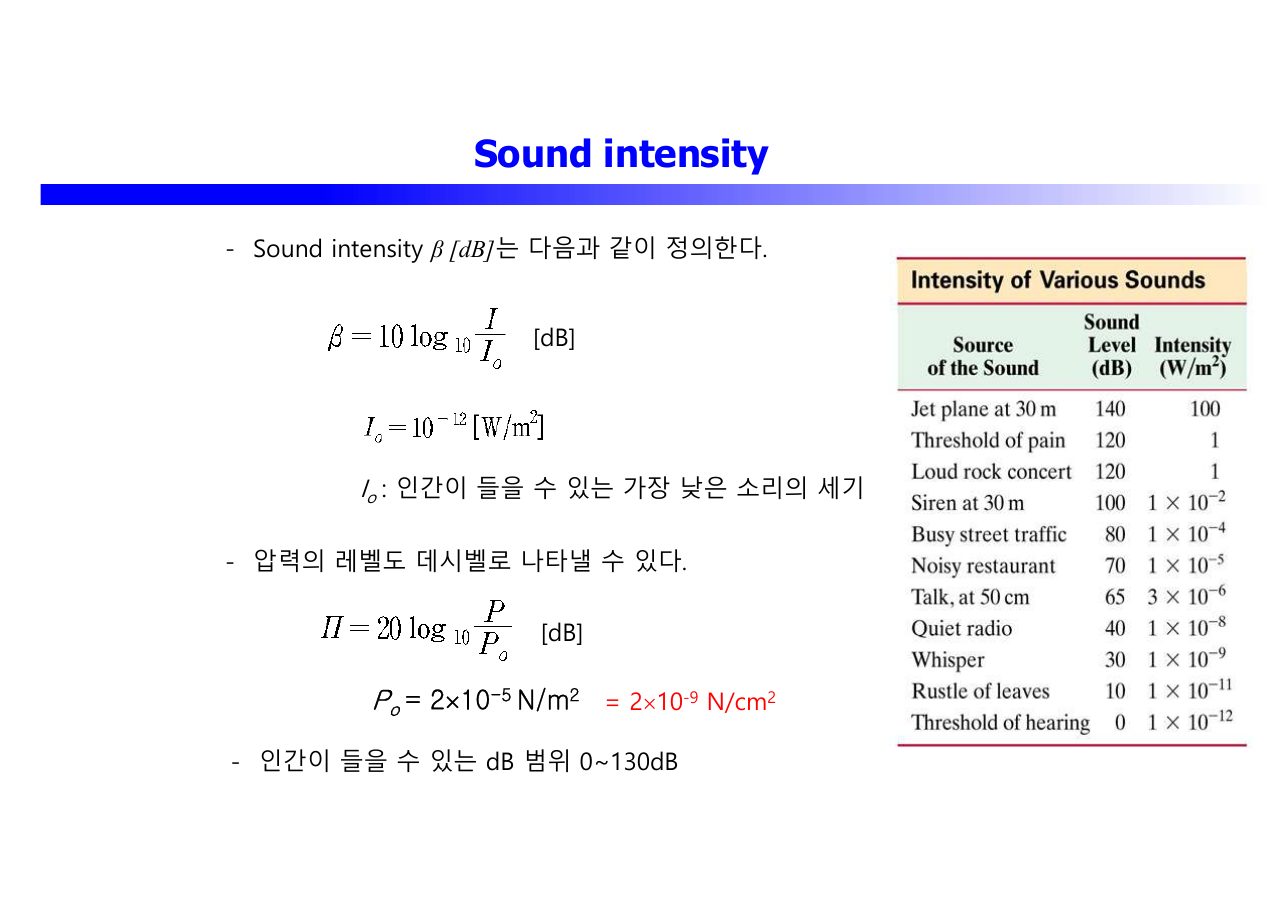 Sound intensity
- Sound intensity β [dB]는 다음과 같이 정의한다.
β = 10 log₁₀ I/Iₒ [dB]
Iₒ = 10⁻¹² [W/m²]
Iₒ : 인간이 들을 수 있는 가장 낮은 소리의 세기
- 압력의 레벨도 데시벨로 나타낼 수 있다.
Π = 20 log₁₀ P/Pₒ [dB]
Pₒ = 2×10⁻⁵ N/m² = 2×10⁻⁹ N/cm²
- 인간이 들을 수 있는 dB 범위 0~130dB
Intensity of Various Sounds
Source of the Sound | Sound Level (dB) | Intensity (W/m²)
Jet plane at 30 m 140 100
Threshold of pain 120 1
Loud rock concert 120 1
Siren at 30 m 100 1 × 10⁻²
Busy street traffic 80 1 × 10⁻⁴
Noisy restaurant 70 1 × 10⁻⁵
Talk, at 50 cm 65 3 × 10⁻⁶
Quiet radio 40 1 × 10⁻⁸
Whisper 30 1 × 10⁻⁹
Rustle of leaves 10 1 × 10⁻¹¹
Threshold of hearing 0 1 × 10⁻¹²